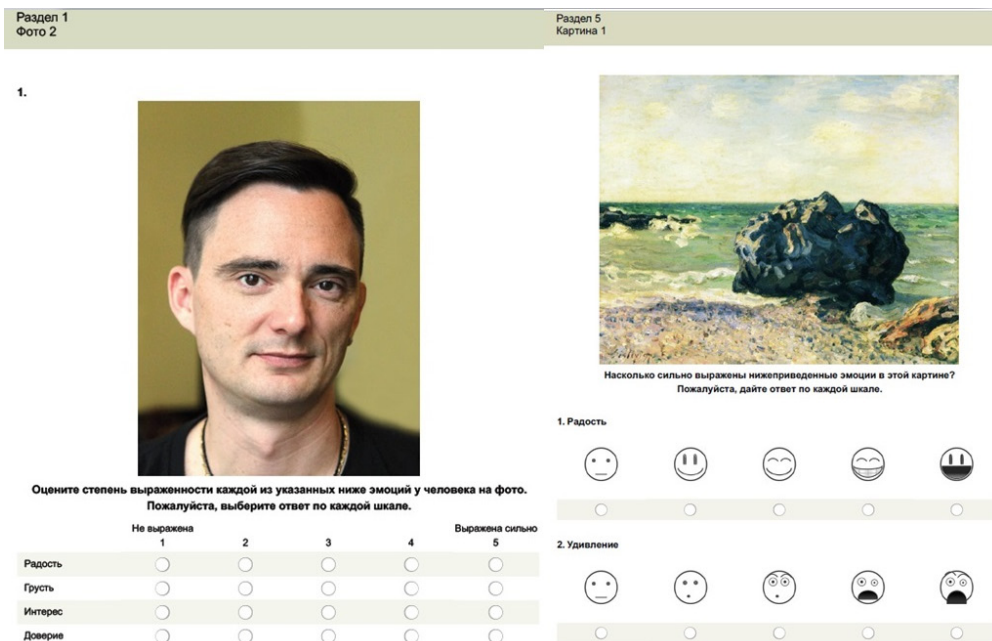 Раздел 1
Фото 2
1.
Оцените степень выраженности каждой из указанных ниже эмоций у человека на фото.
Пожалуйста, выберите ответ по каждой шкале.
Не выражена
Выражена сильно
1 2 3 4 5
Радость
Грусть
Интерес
Доверие
Раздел 5
Картина 1
Насколько сильно выражены нижеприведенные эмоции в этой картине?
Пожалуйста, дайте ответ по каждой шкале.
1. Радость
2. Удивление